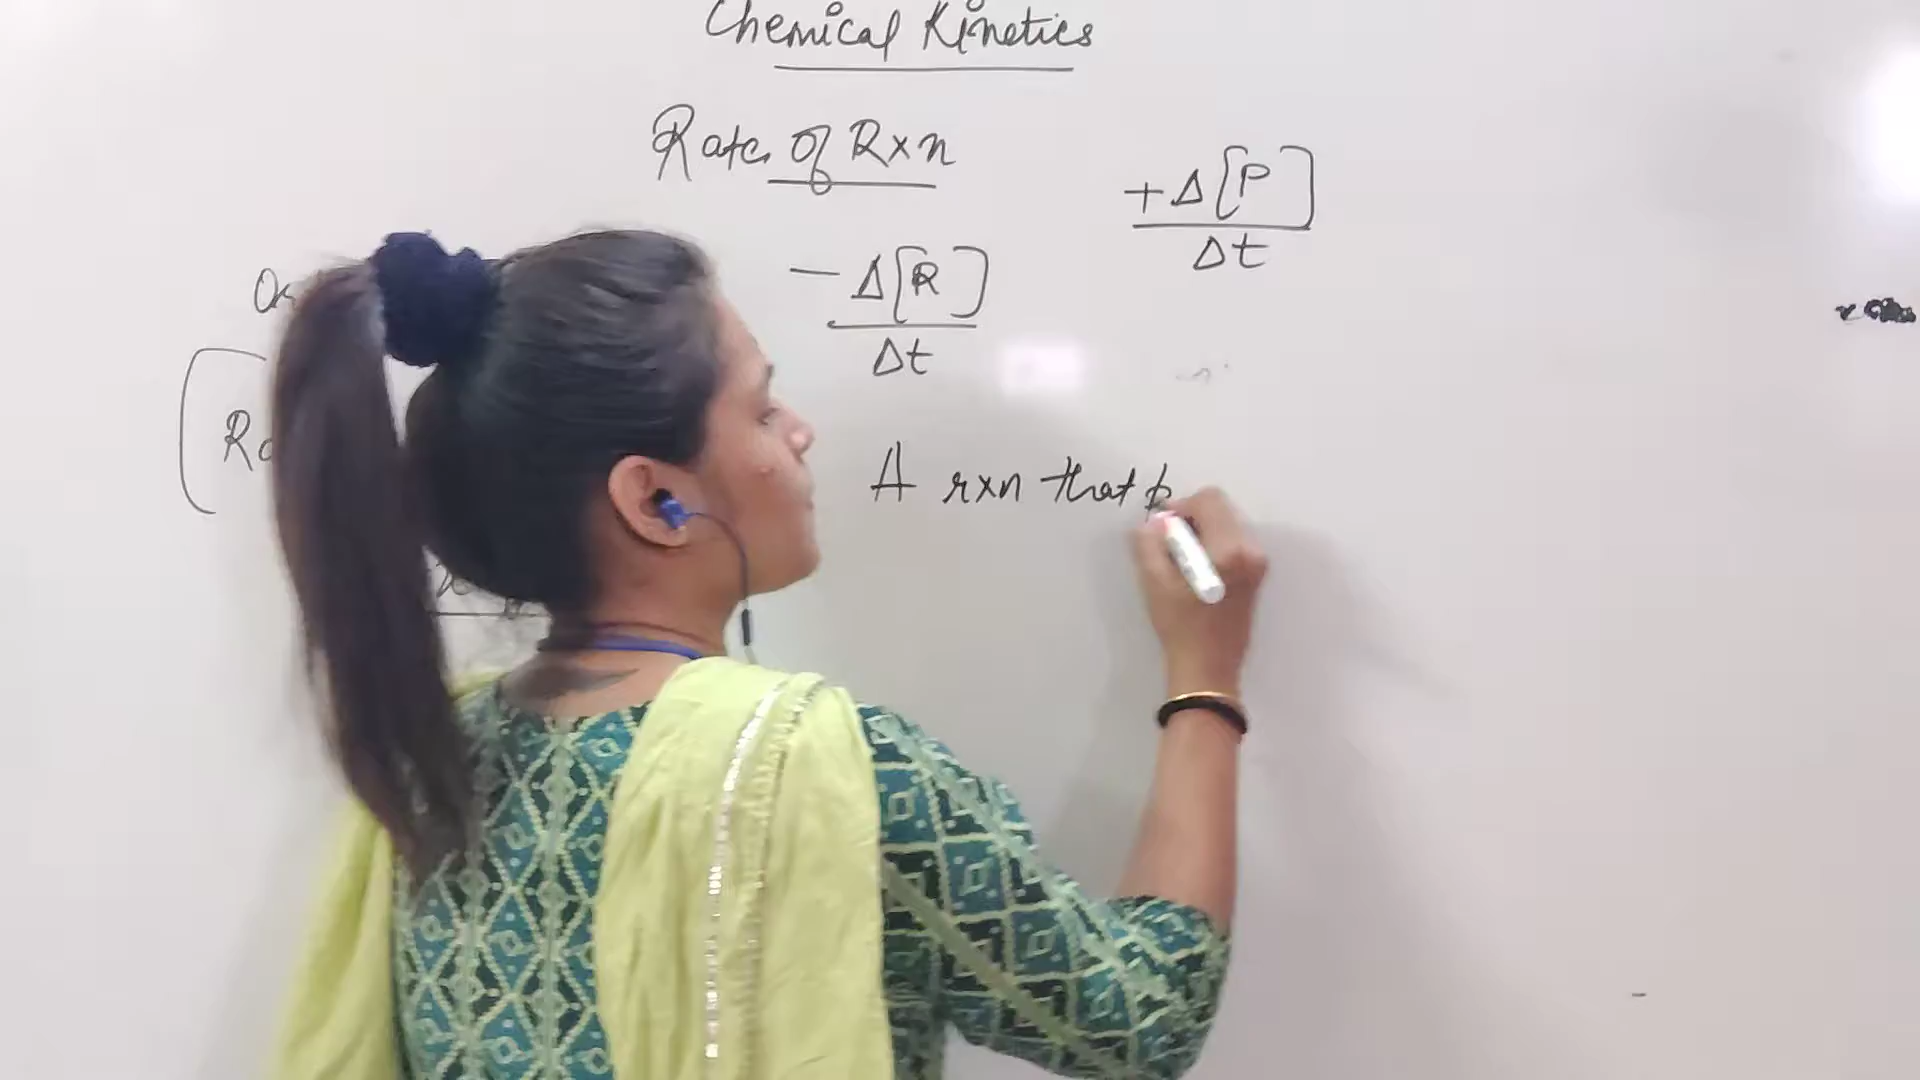 Chemical Kinetics
Rate of Rxn
+Δ[P]
Δt
-Δ[R]
Δt
A rxn that p